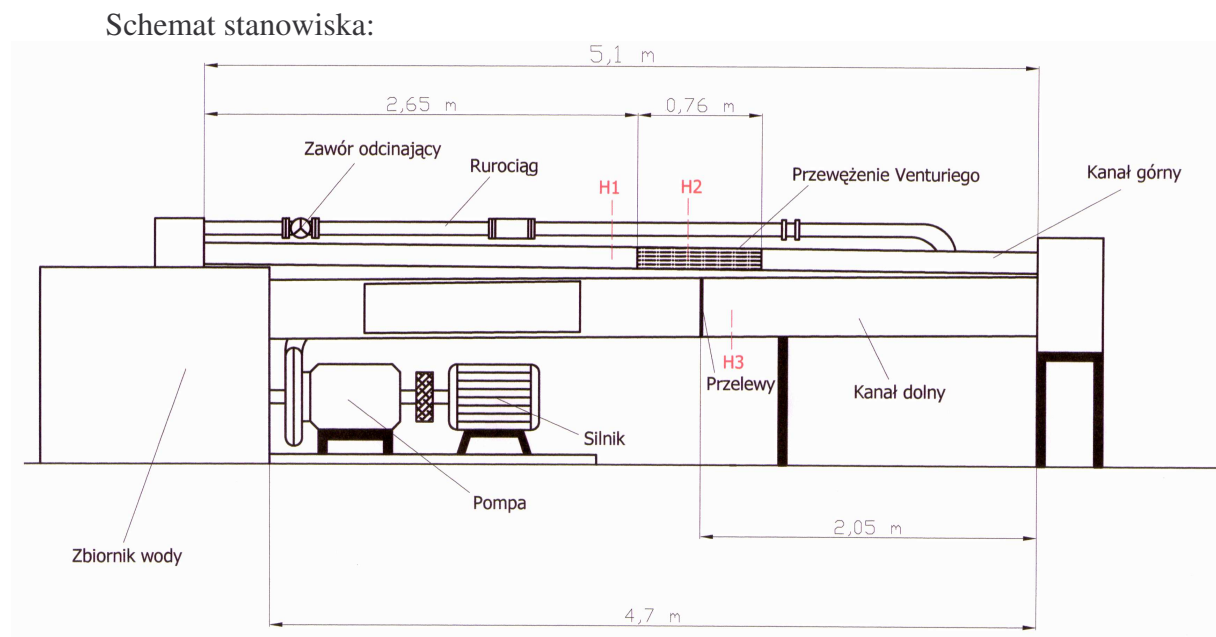 Schemat stanowiska:
5,1 m
2,65 m
0,76 m
Zawór odcinający
Rurociąg
H1
H2
Przewężenie Venturiego
Kanał górny
H3
Przelewy
Kanał dolny
Silnik
Pompa
Zbiornik wody
2,05 m
4,7 m